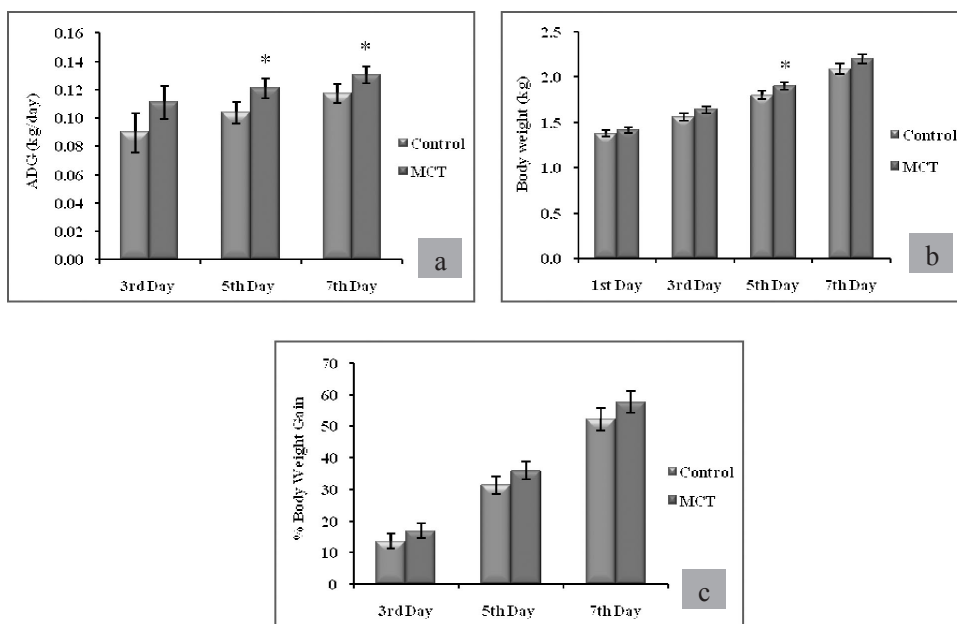 ADG (kg/day)
0.16
0.14
0.12
0.10
0.08
0.06
0.04
0.02
0.00
*
*
3rd Day
5th Day
7th Day
Control
MCT
a
Body weight (kg)
2.5
2.0
1.5
1.0
0.5
0.0
*
1st Day
3rd Day
5th Day
7th Day
Control
MCT
b
% Body Weight Gain
70
60
50
40
30
20
10
0
3rd Day
5th Day
7th Day
Control
MCT
c